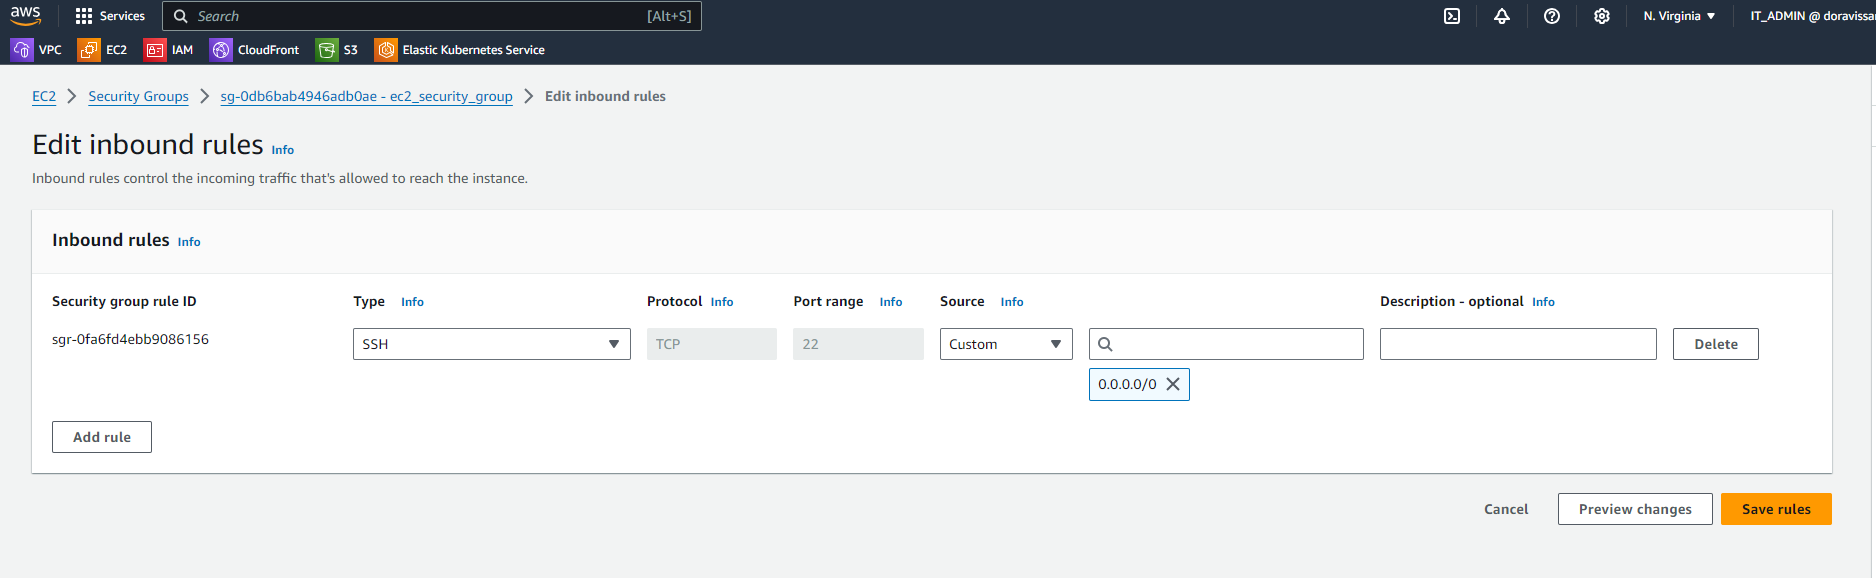 aws Services Search [Alt+S] N. Virginia IT_ADMIN @ doravissa
VPC EC2 IAM CloudFront S3 Elastic Kubernetes Service
EC2 Security Groups sg-0db6bab4946adb0ae - ec2_security_group Edit inbound rules
Edit inbound rules Info
Inbound rules control the incoming traffic that's allowed to reach the instance.
Inbound rules Info
Security group rule ID Type Info Protocol Info Port range Info Source Info Description - optional Info
sgr-0fa6fd4ebb9086156 SSH TCP 22 Custom Delete
0.0.0.0/0
Add rule
Cancel Preview changes Save rules